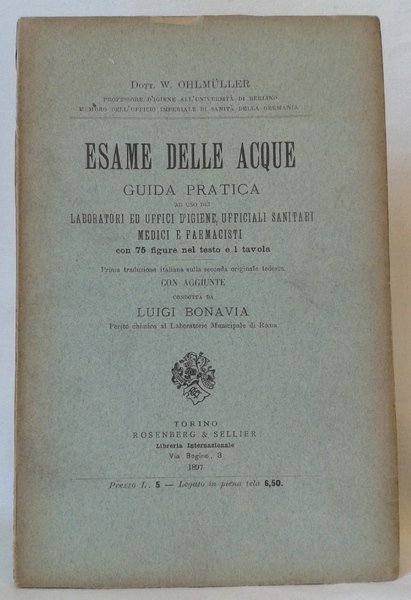 Dott. W. OHLMÜLLER
PROFESSORE D'IGIENE ALL'UNIVERSITÀ DI BERLINO
MEMBRO DELL'UFFICIO IMPERIALE DI SANITÀ DELLA GERMANIA
ESAME DELLE ACQUE
GUIDA PRATICA
AD USO DEI
LABORATORI ED UFFICI D'IGIENE, UFFICIALI SANITARI
MEDICI E FARMACISTI
con 75 figure nel testo e 1 tavola
Prima traduzione italiana sulla seconda originale tedesca
CON AGGIUNTE
CONDOTTA DA
LUIGI BONAVIA
Perito chimico al Laboratorio Municipale di Roma
TORINO
ROSENBERG & SELLIER
Libreria Internazionale
Via Bogino, 3
1897
Prezzo L. 5 — Legato in piena tela 6,50.